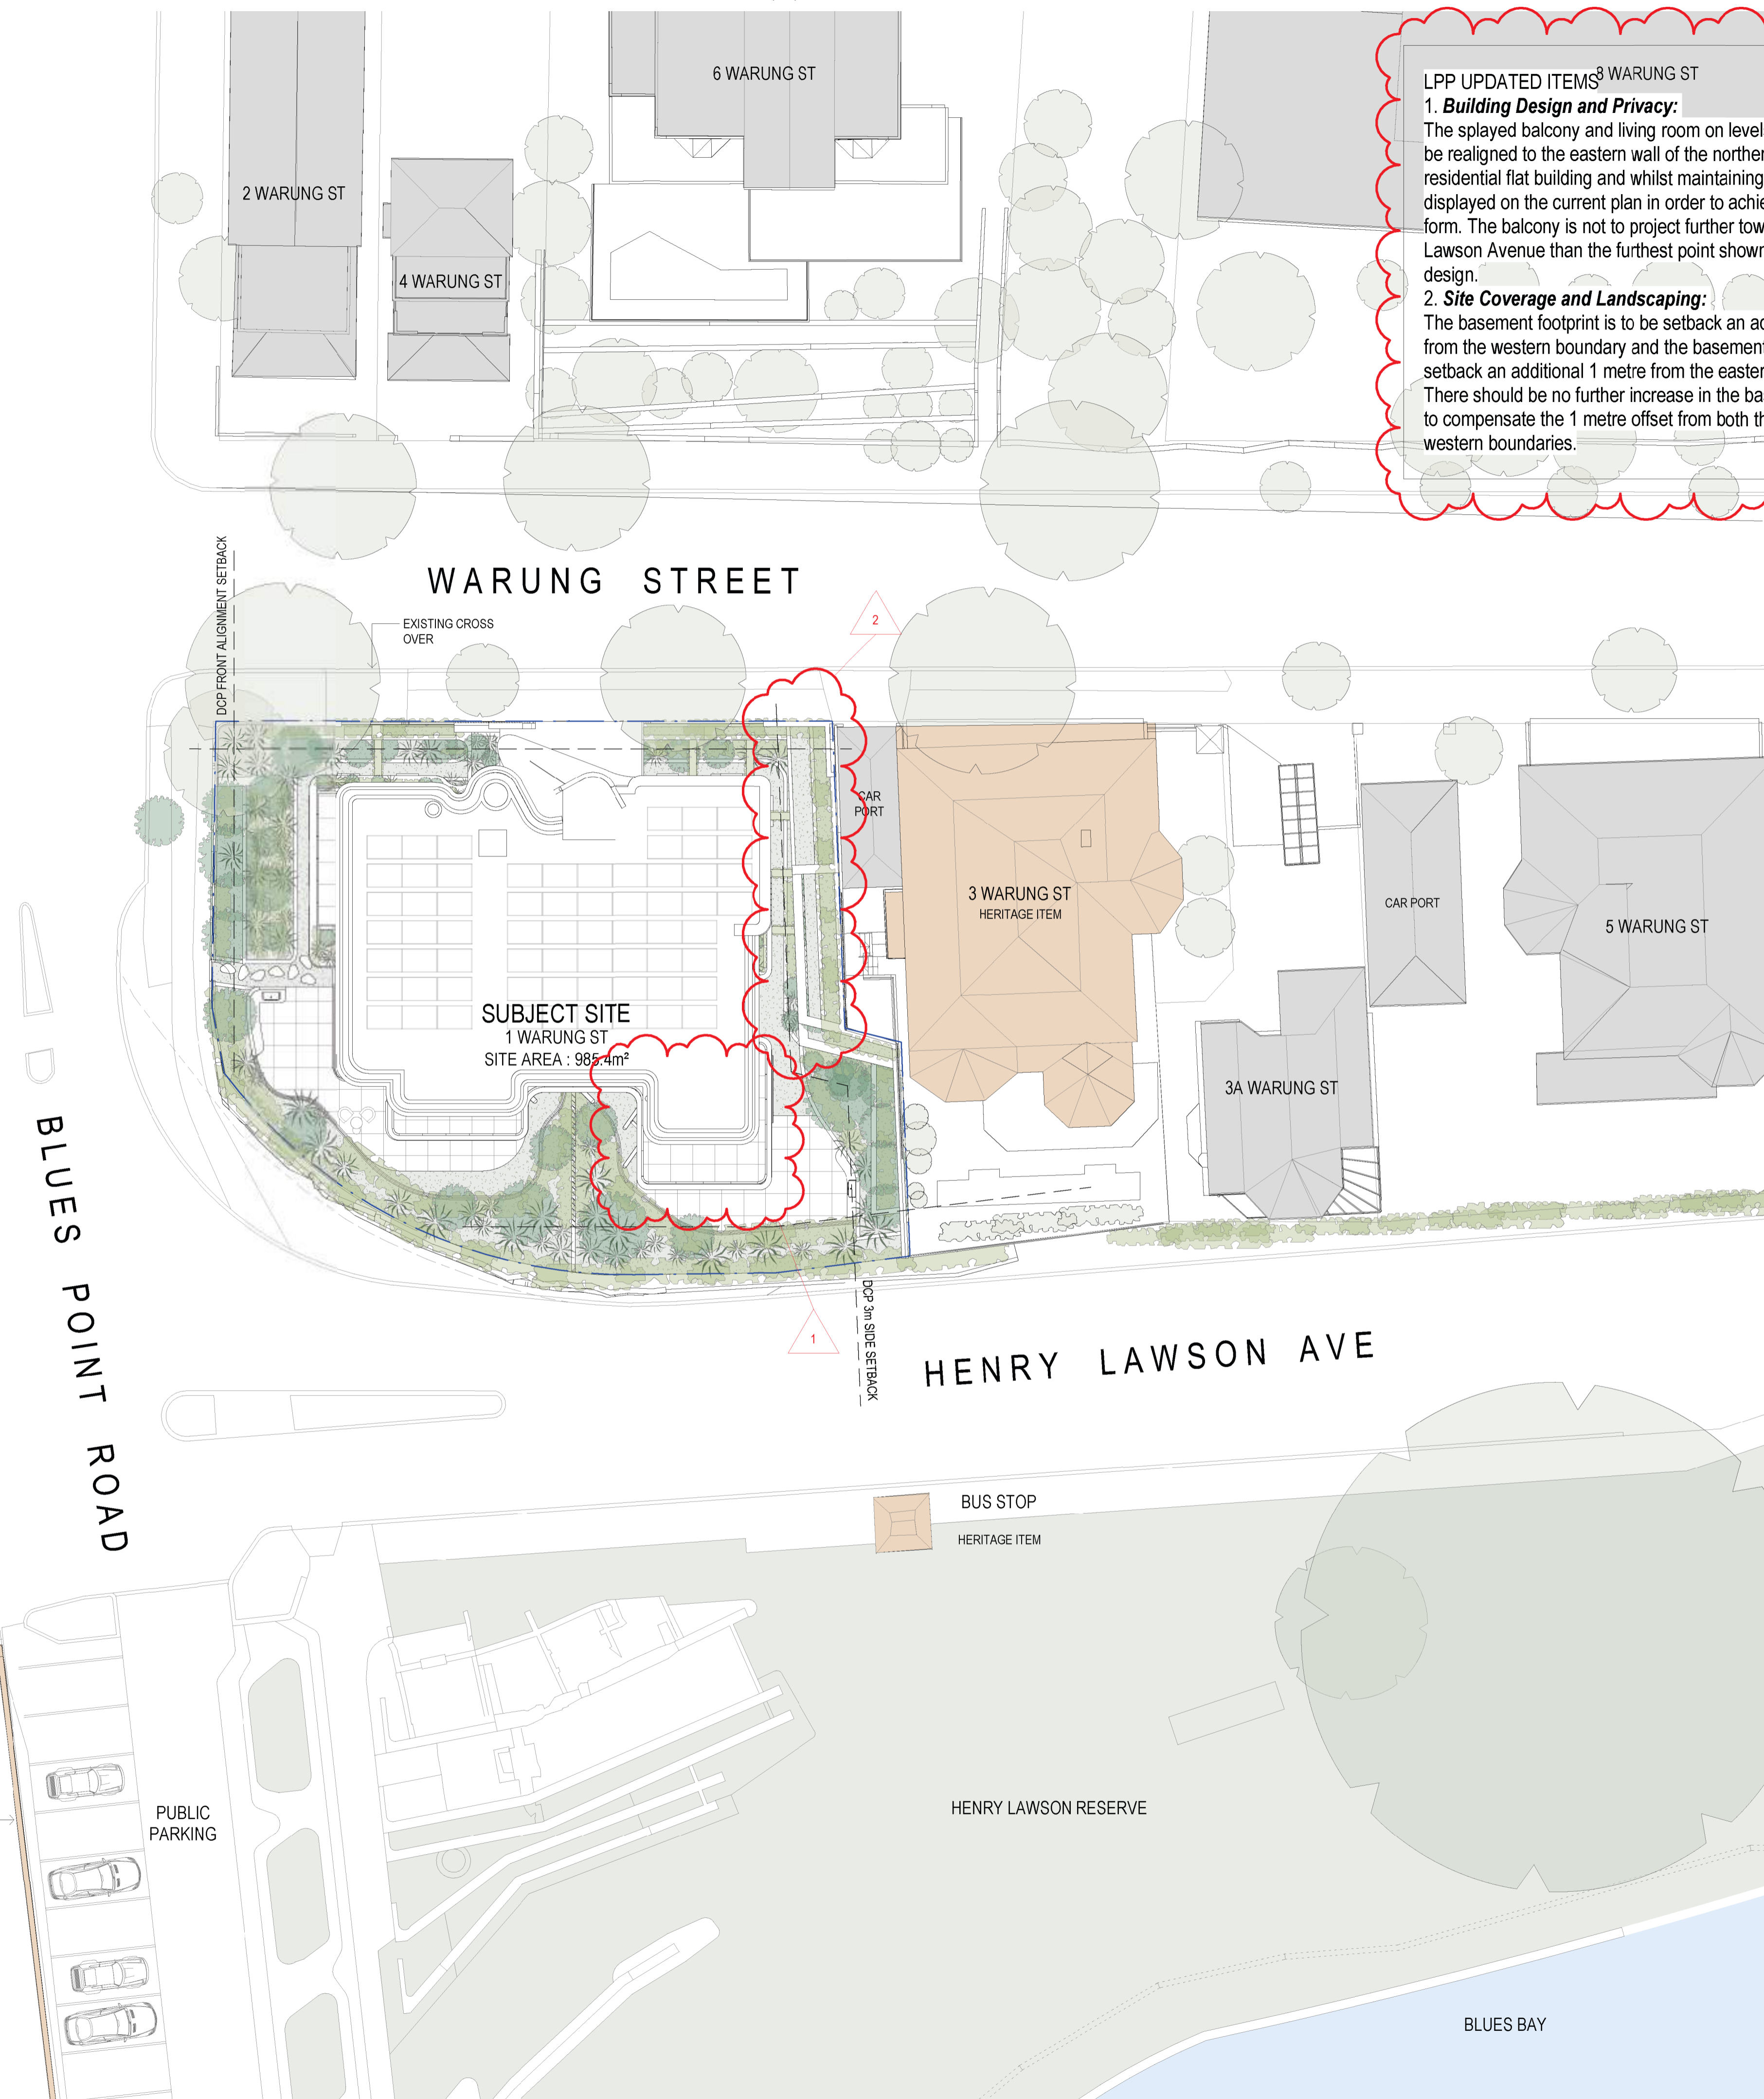 6 WARUNG ST
8 WARUNG ST
LPP UPDATED ITEMS
1. Building Design and Privacy:
The splayed balcony and living room on level
be realigned to the eastern wall of the norther
residential flat building and whilst maintaining
displayed on the current plan in order to achie
form. The balcony is not to project further tow
Lawson Avenue than the furthest point shown
design.
2. Site Coverage and Landscaping:
The basement footprint is to be setback an ad
from the western boundary and the basement
setback an additional 1 metre from the easter
There should be no further increase in the ba
to compensate the 1 metre offset from both th
western boundaries.
2 WARUNG ST
4 WARUNG ST
DCP FRONT ALIGNMENT SETBACK
WARUNG STREET
EXISTING CROSS
OVER
2
CAR
PORT
3 WARUNG ST
HERITAGE ITEM
CAR PORT
5 WARUNG ST
SUBJECT SITE
1 WARUNG ST
SITE AREA : 985.4m²
3A WARUNG ST
BLUES POINT ROAD
1
DCP 3m SIDE SETBACK
HENRY LAWSON AVE
BUS STOP
HERITAGE ITEM
PUBLIC
PARKING
HENRY LAWSON RESERVE
BLUES BAY